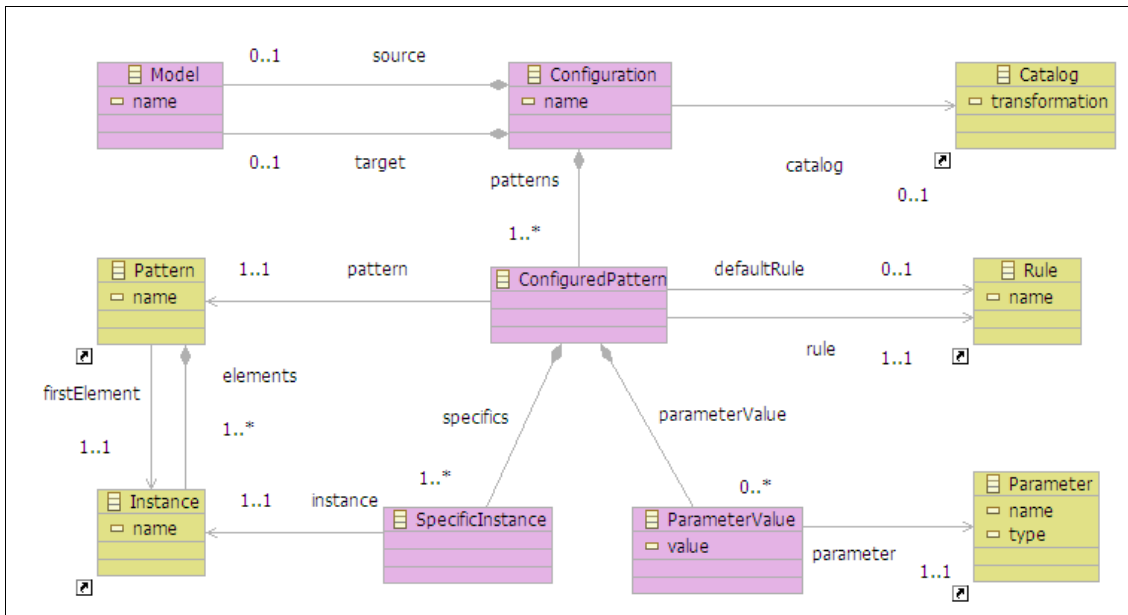 0..1 source
Model
name
Configuration
name
Catalog
transformation
0..1 target
patterns
catalog
0..1
1..*
Pattern
name
1..1 pattern
ConfiguredPattern
defaultRule 0..1
Rule
name
rule
1..1
firstElement
elements
1..1
1..*
specifics
parameterValue
1..*
0..*
Instance
name
1..1 instance
SpecificInstance
ParameterValue
value
parameter
1..1
Parameter
name
type